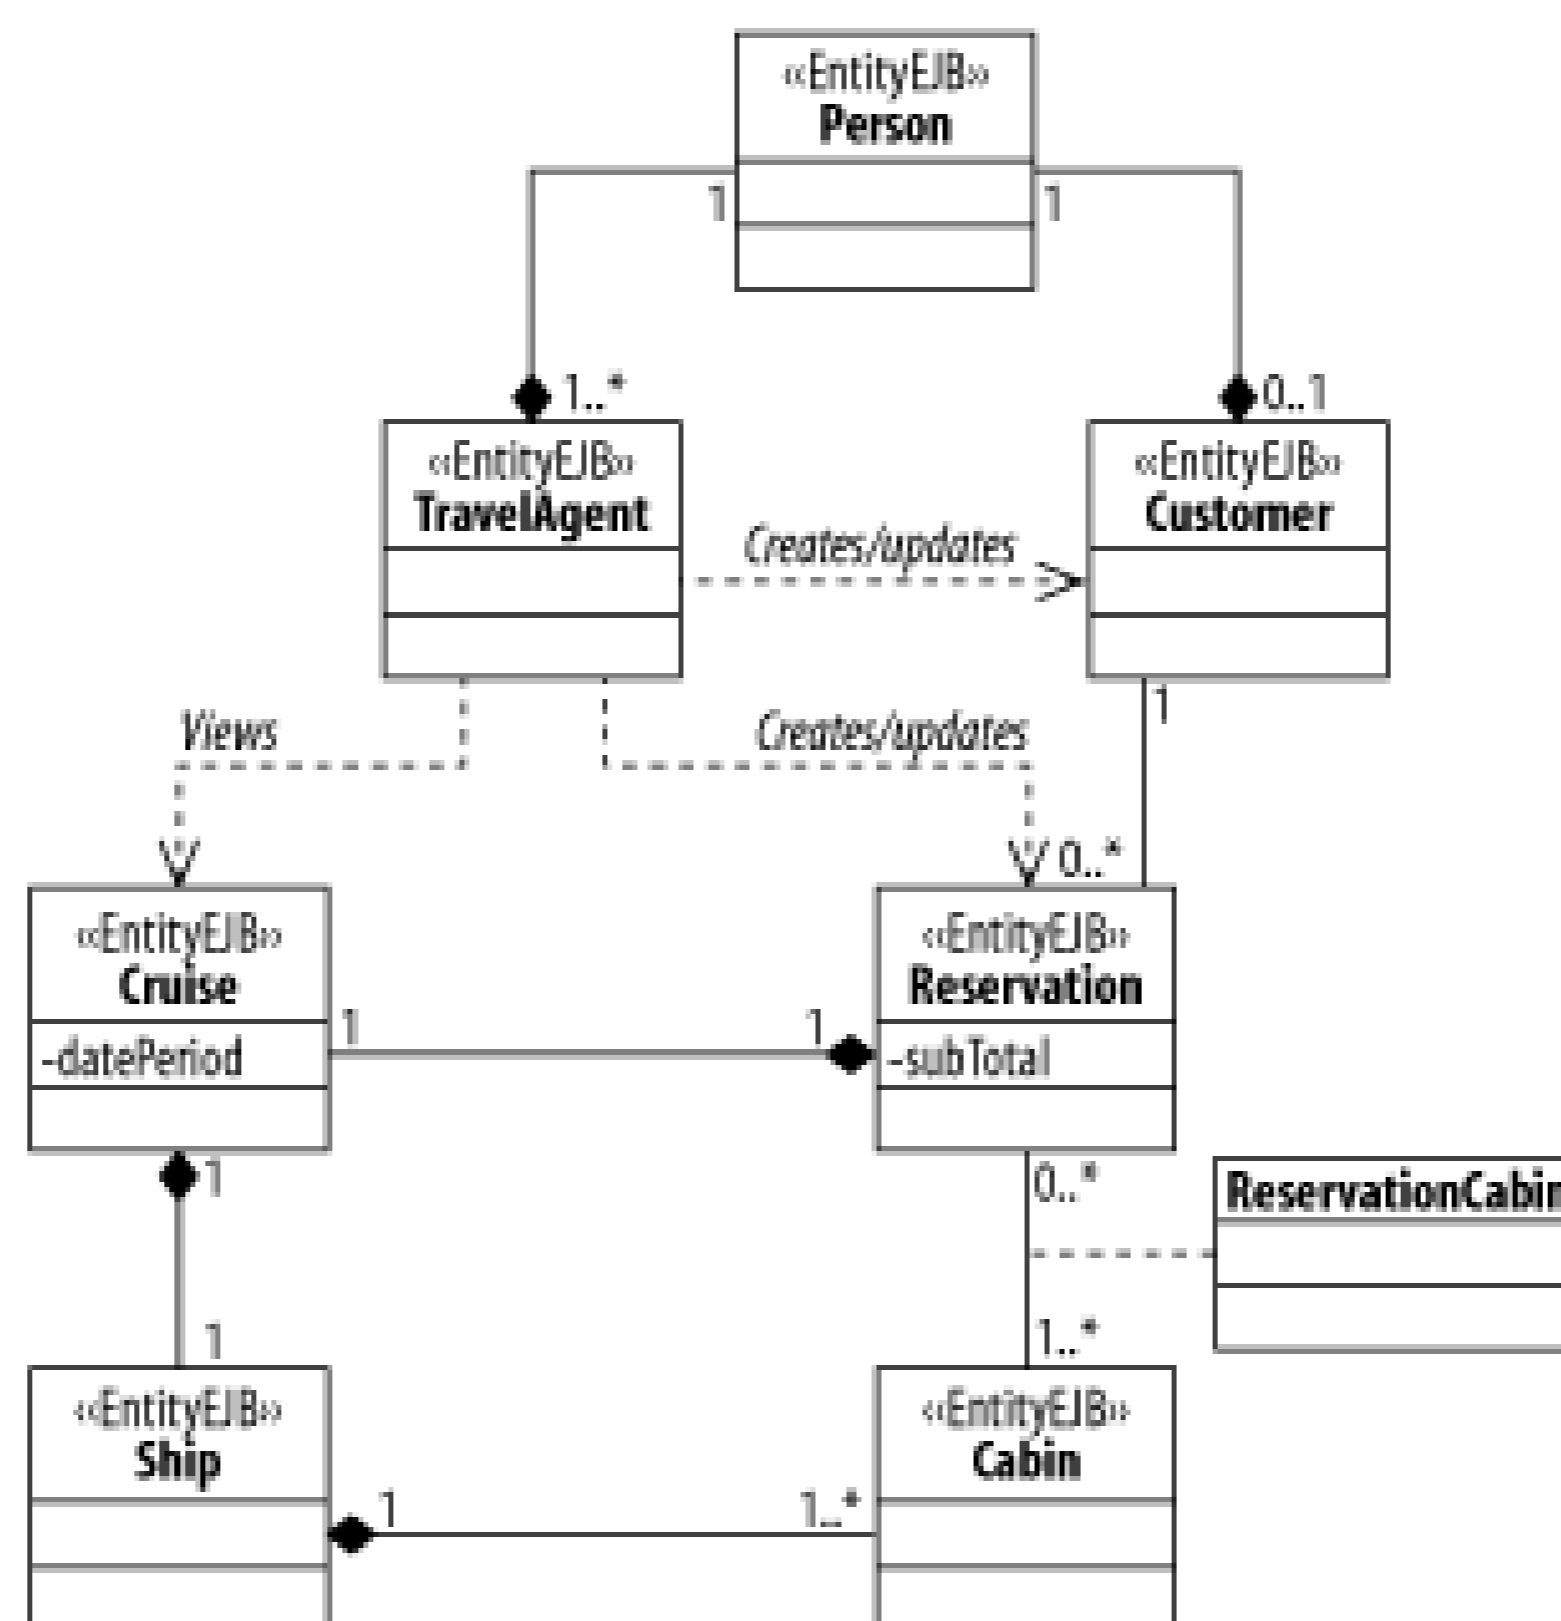 «EntityEJB»
Person
1
1
1..*
0..1
«EntityEJB»
TravelAgent
«EntityEJB»
Customer
Creates/updates
1
Views
Creates/updates
0..*
«EntityEJB»
Cruise
-datePeriod
«EntityEJB»
Reservation
-subTotal
1
1
1
0..*
ReservationCabin
1
1..*
«EntityEJB»
Ship
«EntityEJB»
Cabin
1
1..*